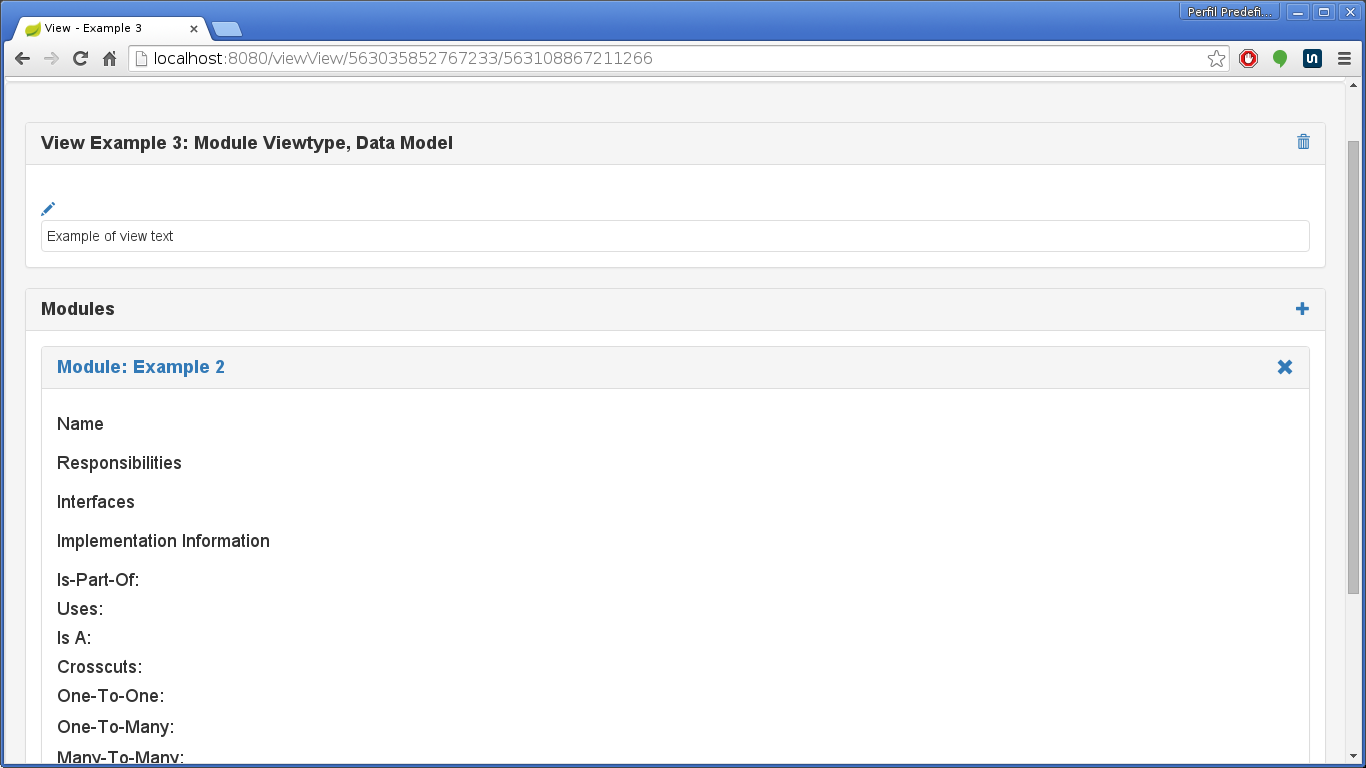 Perfil Predefi...
View - Example 3
localhost:8080/viewView/563035852767233/563108867211266
View Example 3: Module Viewtype, Data Model
Example of view text
Modules
Module: Example 2
Name
Responsibilities
Interfaces
Implementation Information
Is-Part-Of:
Uses:
Is A:
Crosscuts:
One-To-One:
One-To-Many:
Many-To-Many: